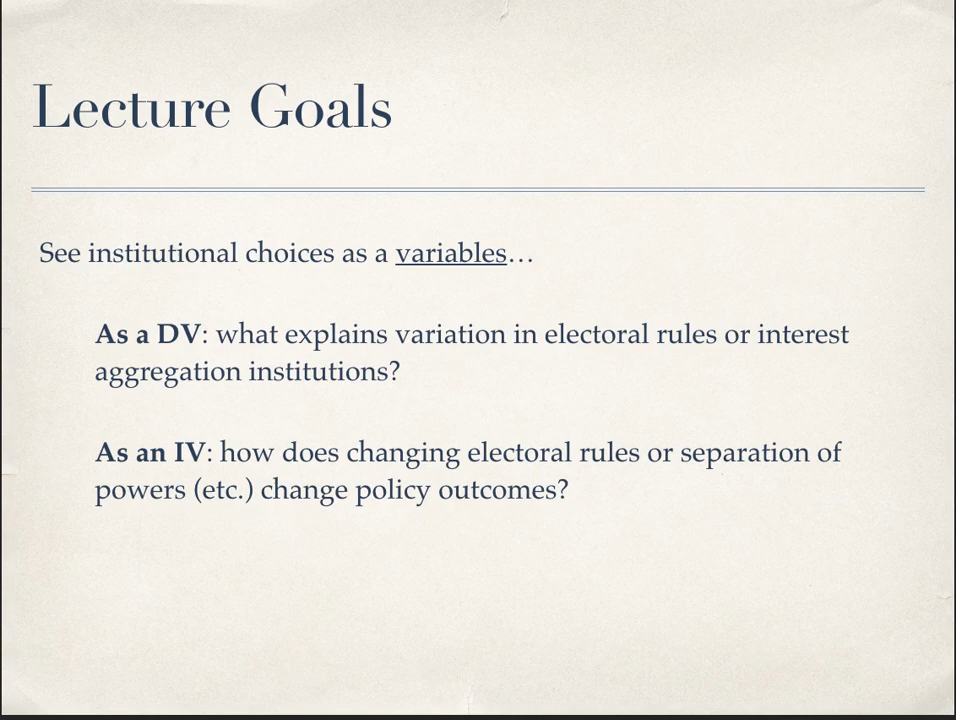 Lecture Goals
See institutional choices as a variables…
As a DV: what explains variation in electoral rules or interest
aggregation institutions?
As an IV: how does changing electoral rules or separation of
powers (etc.) change policy outcomes?